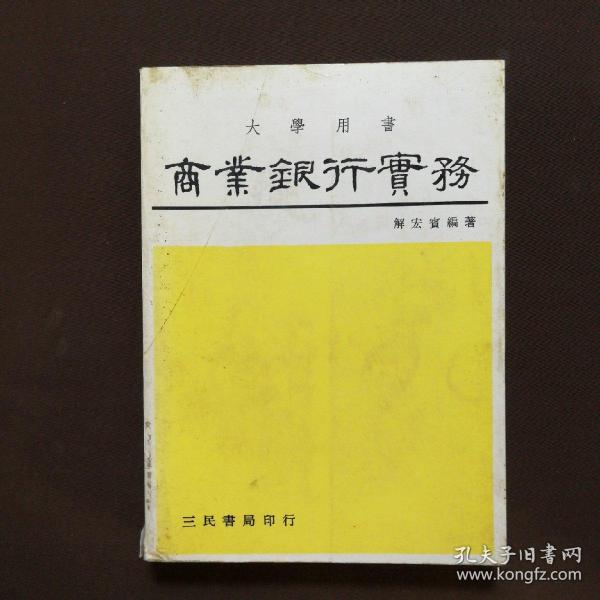 大學用書
商業銀行實務
解宏賓編著
三民書局印行
孔夫子旧书网
www.kongfz.com